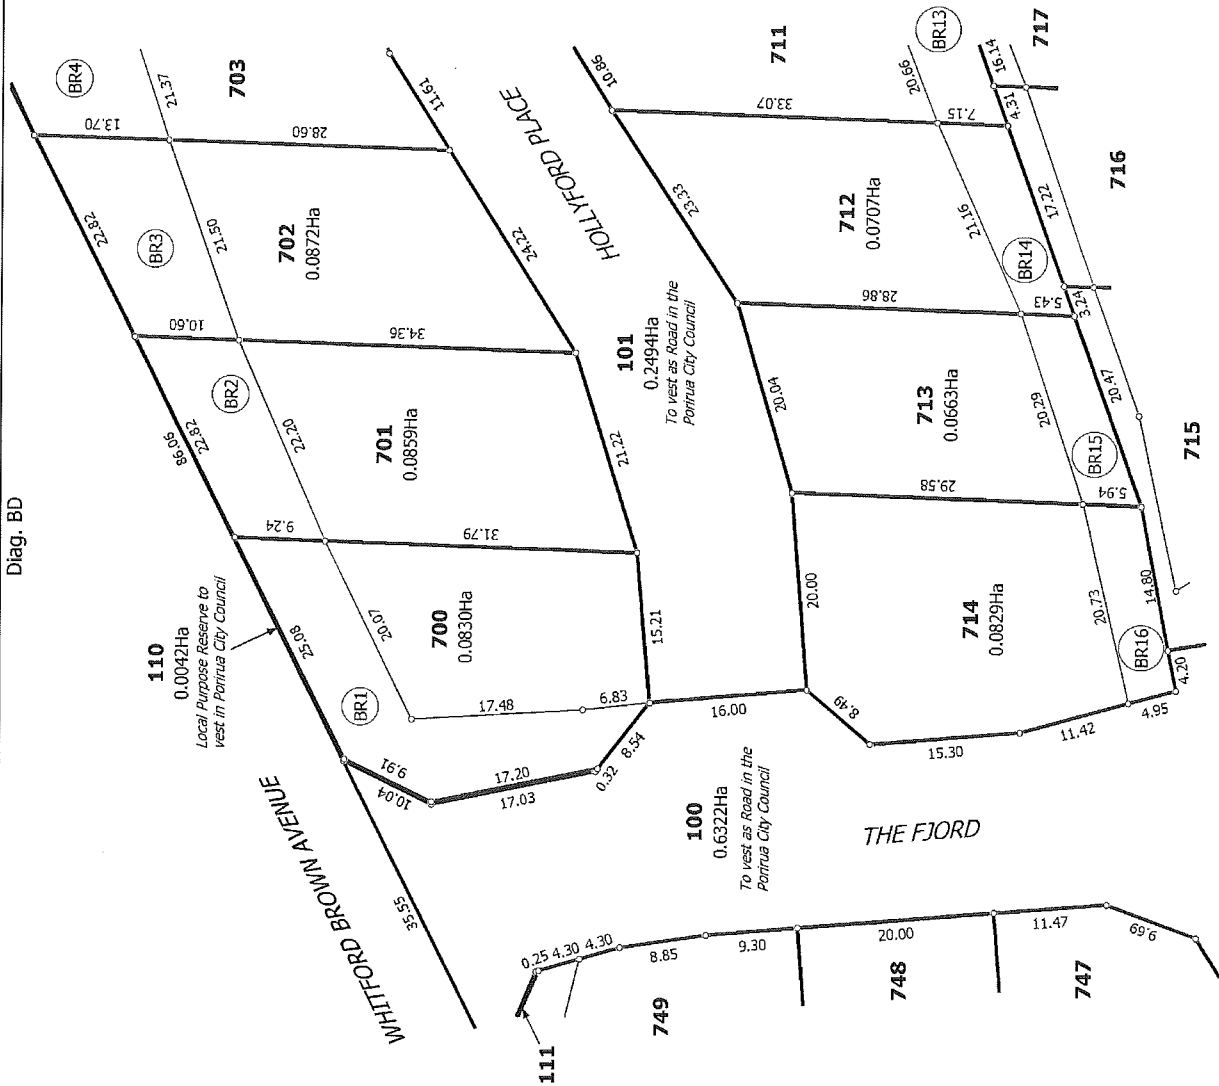 Diag. BD
BR4
13.70
21.37
703
28.60
11.61
22.82
BR3
21.50
702
0.0872Ha
24.22
HOLLYFORD PLACE
10.86
711
33.07
20.66
BR13
7.15
4.31
16.14
717
10.60
34.36
86.06
22.82
BR2
22.20
701
0.0859Ha
21.22
101
0.2494Ha
To vest as Road in the
Porirua City Council
23.33
712
0.0707Ha
21.16
BR14
17.22
716
28.86
5.43
3.24
9.24
31.79
110
0.0042Ha
Local Purpose Reserve to
vest in Porirua City Council
25.08
20.07
700
0.0830Ha
15.21
BR1
17.48
6.83
20.04
713
0.0663Ha
20.29
BR15
20.47
715
29.58
5.94
16.00
20.00
714
0.0829Ha
20.73
BR16
14.80
4.20
9.91
10.04
17.20
17.03
0.32
8.54
8.49
15.30
11.42
4.95
WHITFORD BROWN AVENUE
35.55
100
0.6322Ha
To vest as Road in the
Porirua City Council
THE FJORD
0.25
4.30
4.30
8.85
9.30
20.00
11.47
9.69
111
749
748
747